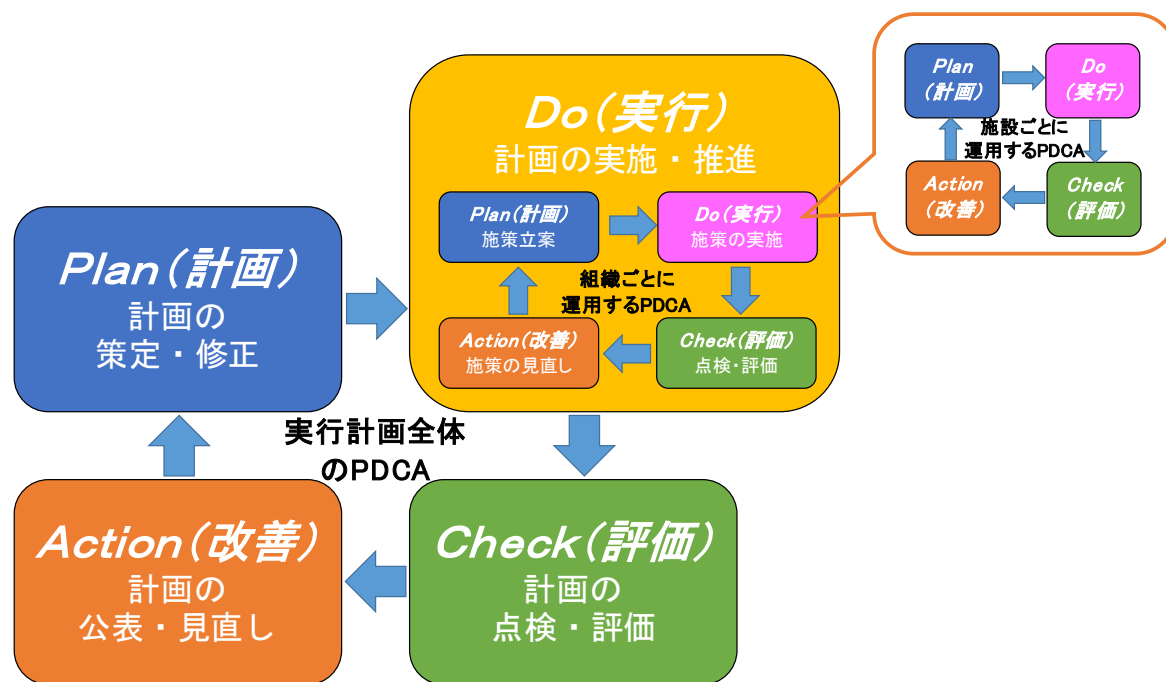 Plan(計画)
計画の
策定・修正
Do(実行)
計画の実施・推進
Plan(計画)
施策立案
Do(実行)
施策の実施
組織ごとに
運用するPDCA
Action(改善)
施策の見直し
Check(評価)
点検・評価
Plan
(計画)
Do
(実行)
施設ごとに
運用するPDCA
Action
(改善)
Check
(評価)
実行計画全体
のPDCA
Action(改善)
計画の
公表・見直し
Check(評価)
計画の
点検・評価